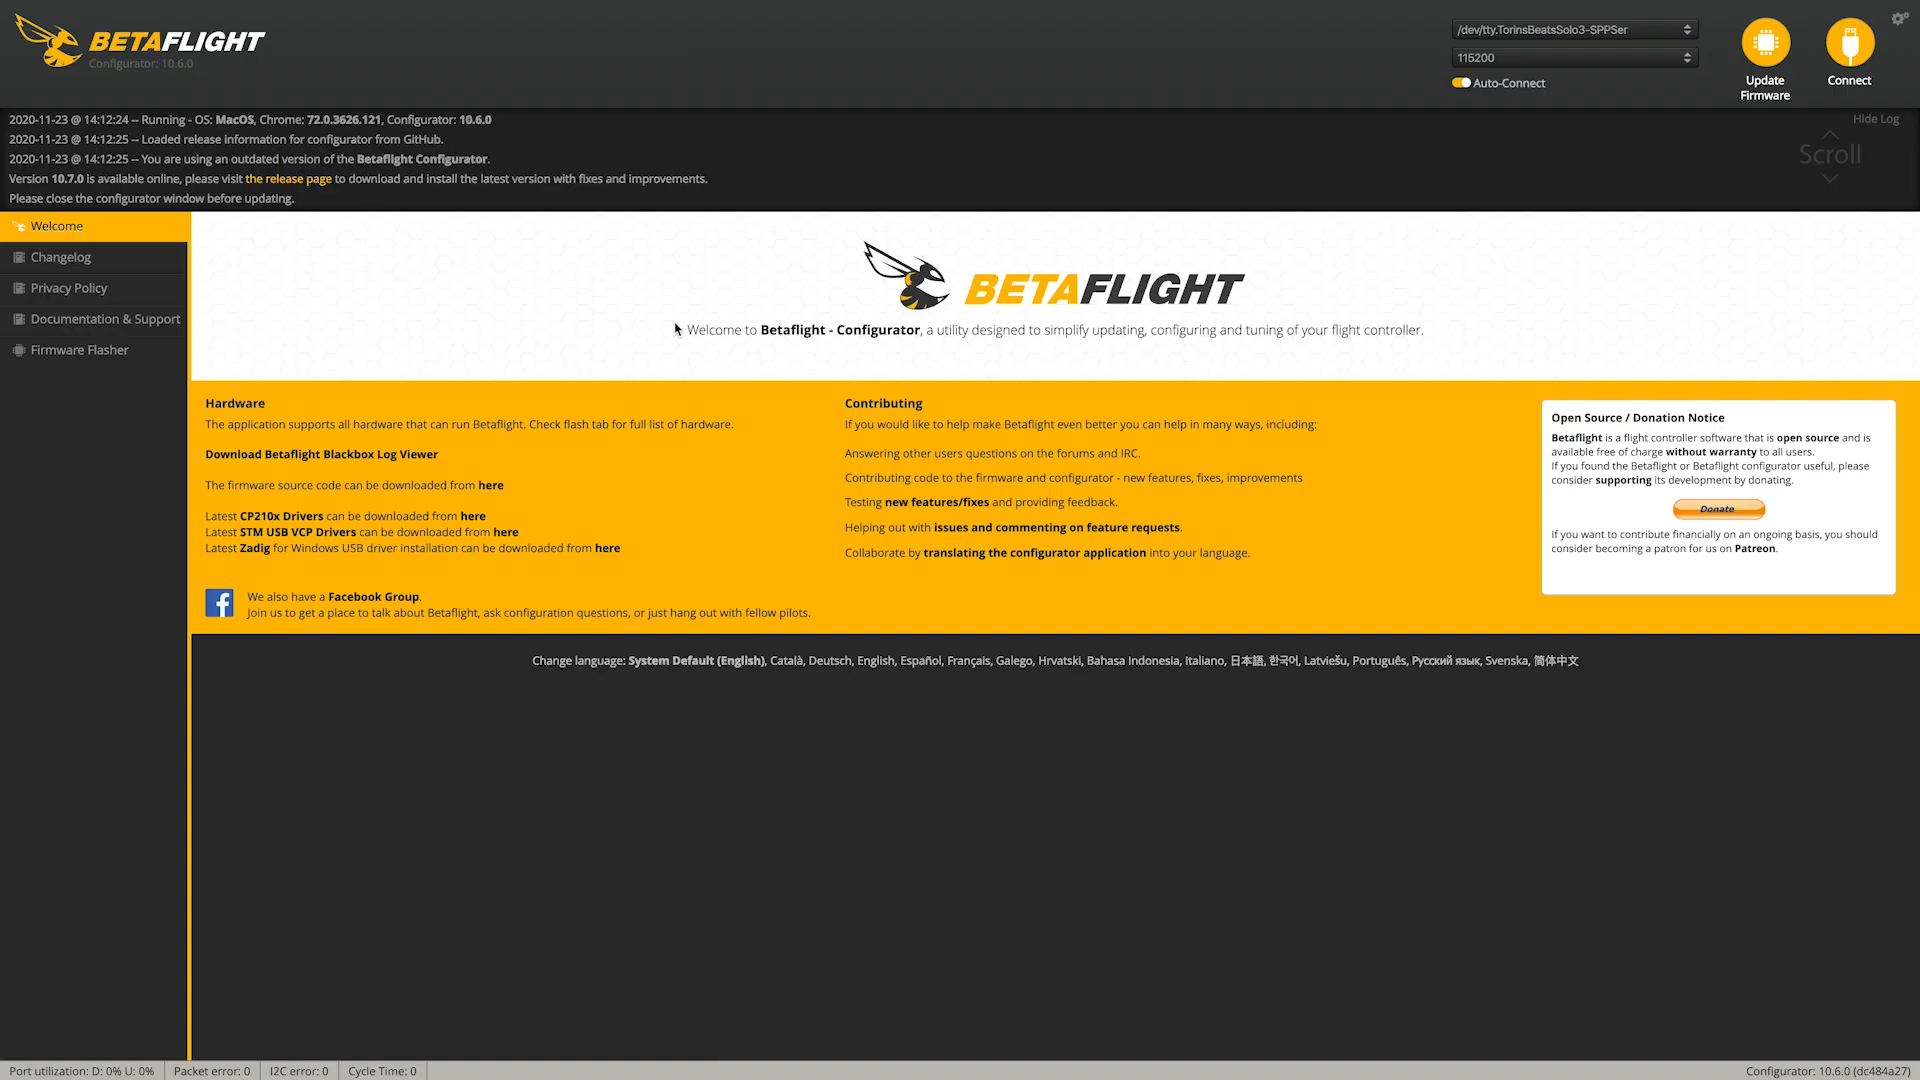 BETAFLIGHT
Configurator: 10.6.0
/dev/tty.TorinsBeatsSolo3-SPPSer
115200
Auto-Connect
Update
Firmware
Connect
2020-11-23 @ 14:12:24 -- Running - OS: MacOS, Chrome: 72.0.3626.121, Configurator: 10.6.0
2020-11-23 @ 14:12:25 -- Loaded release information for configurator from GitHub.
2020-11-23 @ 14:12:25 -- You are using an outdated version of the Betaflight Configurator.
Version 10.7.0 is available online, please visit the release page to download and install the latest version with fixes and improvements.
Please close the configurator window before updating.
Hide Log
Scroll
Welcome
Changelog
Privacy Policy
Documentation & Support
Firmware Flasher
BETAFLIGHT
Welcome to Betaflight - Configurator, a utility designed to simplify updating, configuring and tuning of your flight controller.
Hardware
The application supports all hardware that can run Betaflight. Check flash tab for full list of hardware.
Download Betaflight Blackbox Log Viewer
The firmware source code can be downloaded from here
Latest CP210x Drivers can be downloaded from here
Latest STM USB VCP Drivers can be downloaded from here
Latest Zadig for Windows USB driver installation can be downloaded from here
We also have a Facebook Group.
Join us to get a place to talk about Betaflight, ask configuration questions, or just hang out with fellow pilots.
Contributing
If you would like to help make Betaflight even better you can help in many ways, including:
Answering other users questions on the forums and IRC.
Contributing code to the firmware and configurator - new features, fixes, improvements
Testing new features/fixes and providing feedback.
Helping out with issues and commenting on feature requests.
Collaborate by translating the configurator application into your language.
Open Source / Donation Notice
Betaflight is a flight controller software that is open source and is
available free of charge without warranty to all users.
If you found the Betaflight or Betaflight configurator useful, please
consider supporting its development by donating.
Donate
If you want to contribute financially on an ongoing basis, you should
consider becoming a patron for us on Patreon.
Change language: System Default (English), Català, Deutsch, English, Español, Français, Galego, Hrvatski, Bahasa Indonesia, Italiano, 日本語, 한국어, Latviešu, Português, Русский язык, Svenska, 简体中文
Port utilization: D: 0% U: 0%
Packet error: 0
I2C error: 0
Cycle Time: 0
Configurator: 10.6.0 (dc484a27)